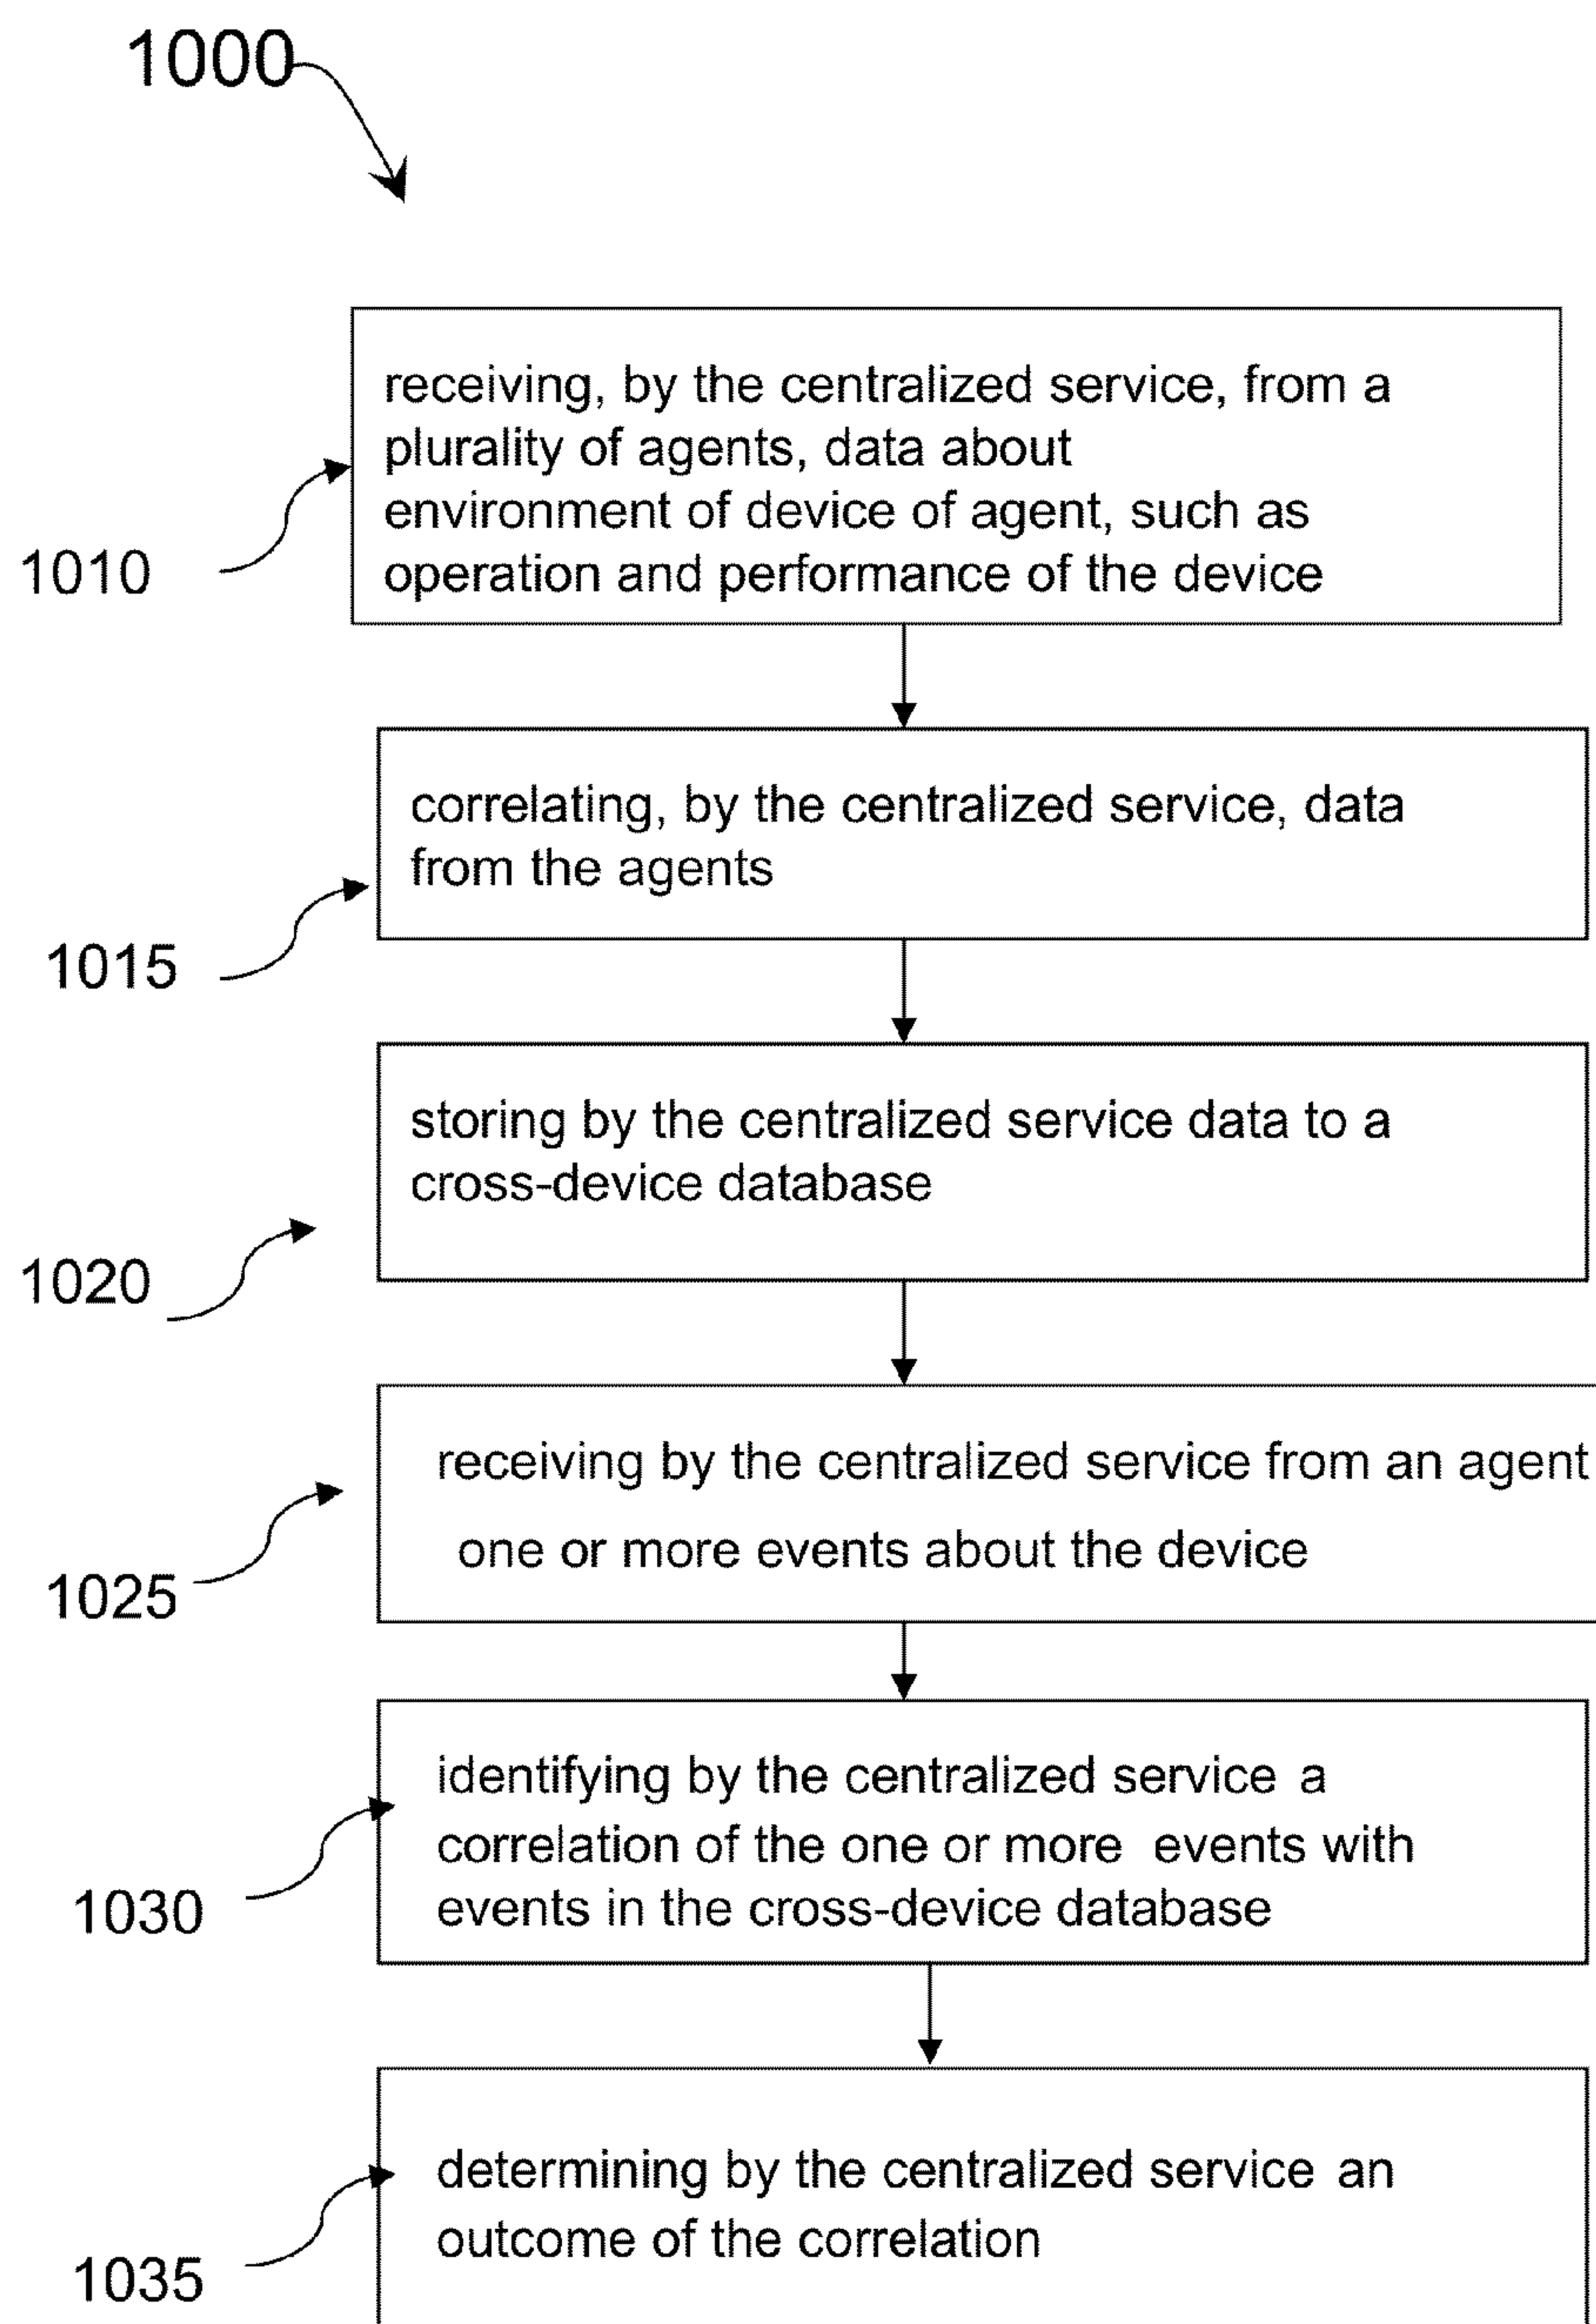 1000
receiving, by the centralized service, from a
plurality of agents, data about
environment of device of agent, such as
operation and performance of the device
1010
correlating, by the centralized service, data
from the agents
1015
storing by the centralized service data to a
cross-device database
1020
receiving by the centralized service from an agent
one or more events about the device
1025
identifying by the centralized service a
correlation of the one or more events with
events in the cross-device database
1030
determining by the centralized service an
outcome of the correlation
1035